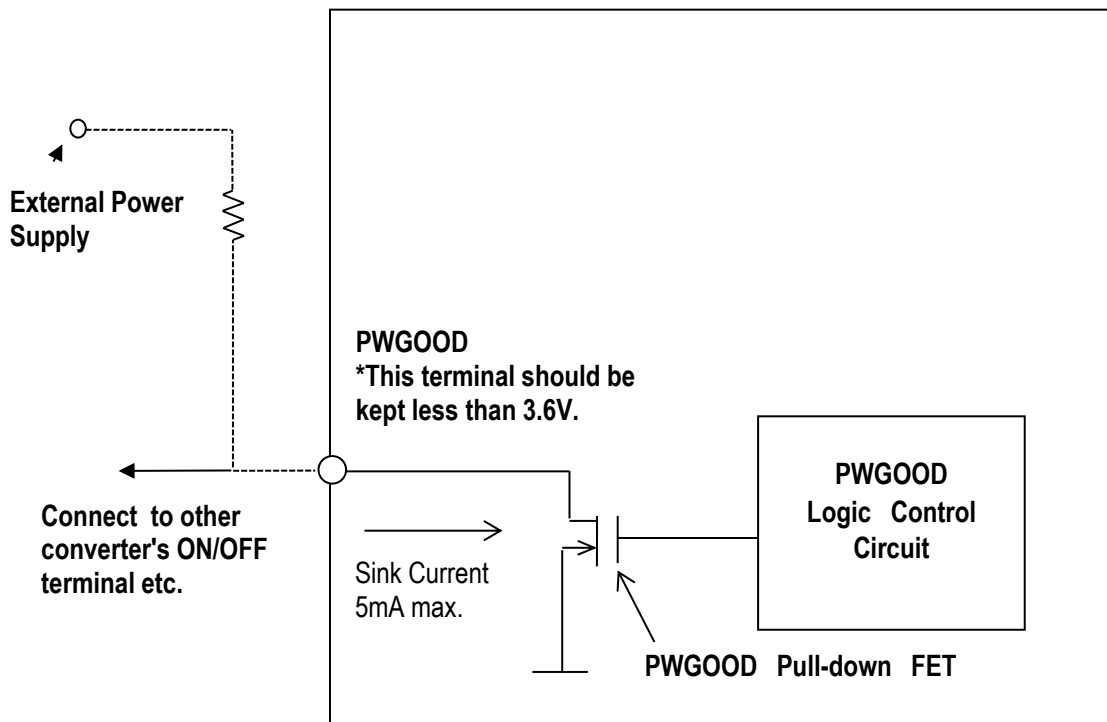 External Power
Supply
PWGOOD
*This terminal should be
kept less than 3.6V.
Connect to other
converter's ON/OFF
terminal etc.
Sink Current
5mA max.
PWGOOD
Logic Control
Circuit
PWGOOD Pull-down FET